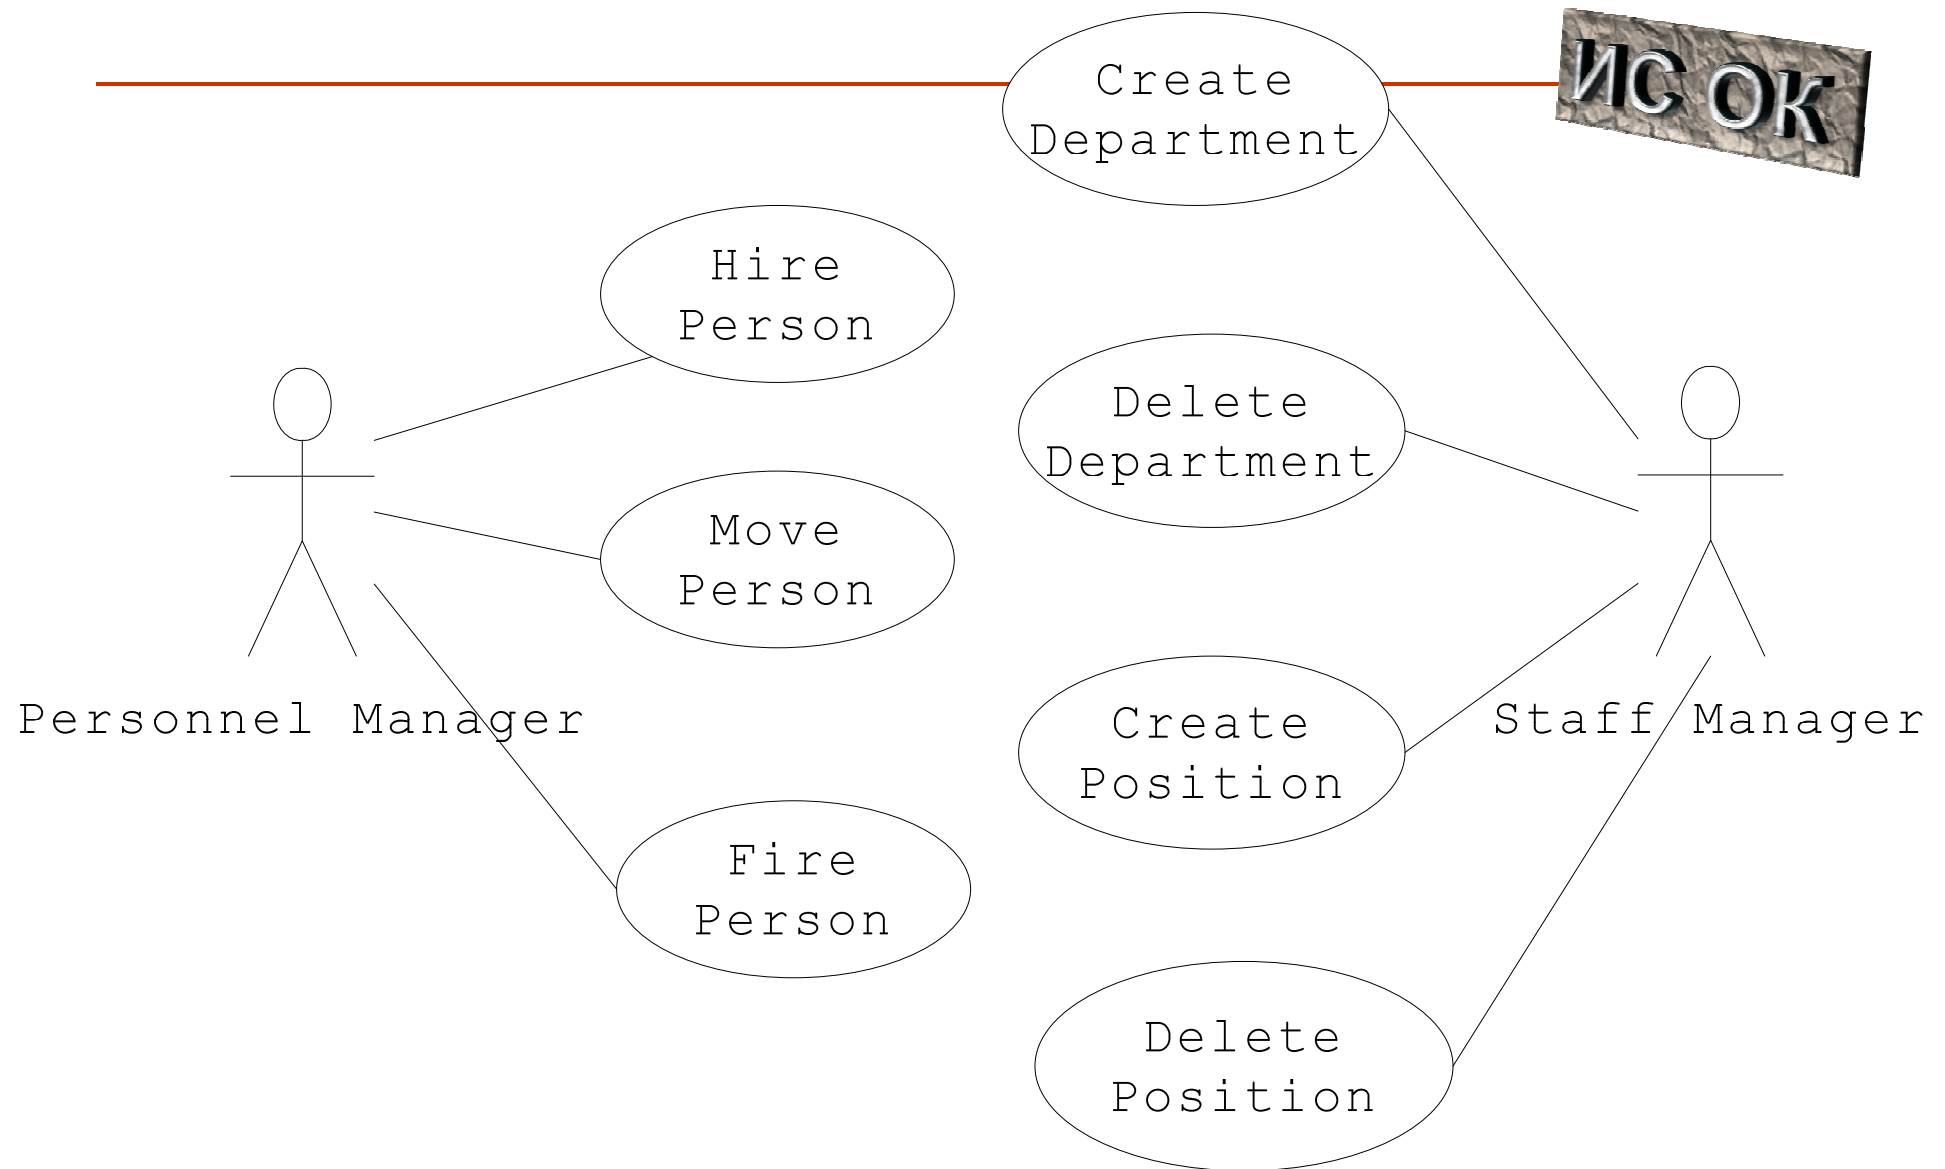 ИС ОК
Create
Department
Hire
Person
Delete
Department
Move
Person
Personnel Manager
Staff Manager
Create
Position
Fire
Person
Delete
Position